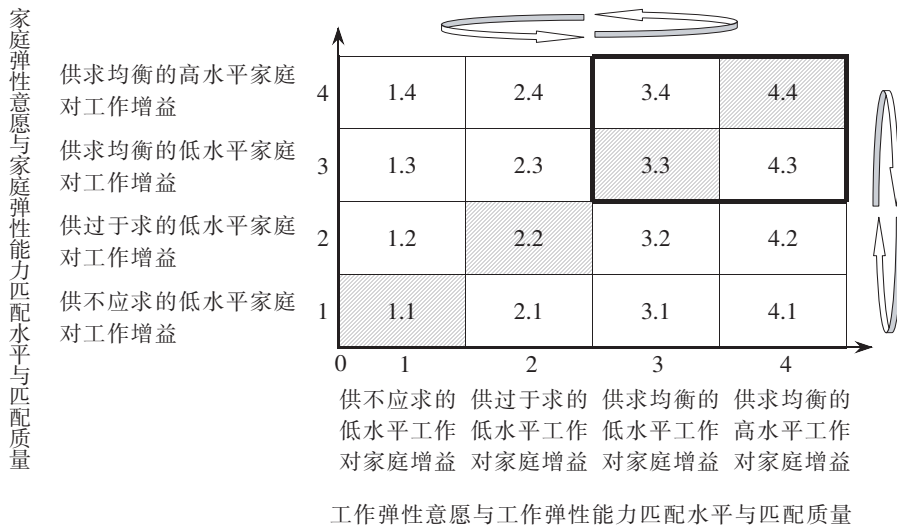 家庭弹性意愿与家庭弹性能力匹配水平与匹配质量
供求均衡的高水平家庭
对工作增益
4
1.4
2.4
3.4
4.4
供求均衡的低水平家庭
对工作增益
3
1.3
2.3
3.3
4.3
供过于求的低水平家庭
对工作增益
2
1.2
2.2
3.2
4.2
供不应求的低水平家庭
对工作增益
1
1.1
2.1
3.1
4.1
0
1
2
3
4
供不应求的
低水平工作
对家庭增益
供过于求的
低水平工作
对家庭增益
供求均衡的
低水平工作
对家庭增益
供求均衡的
高水平工作
对家庭增益
工作弹性意愿与工作弹性能力匹配水平与匹配质量